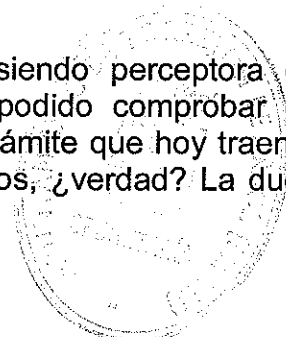 siendo perceptora
podido comprobar
ámite que hoy traen
os, ¿verdad? La du